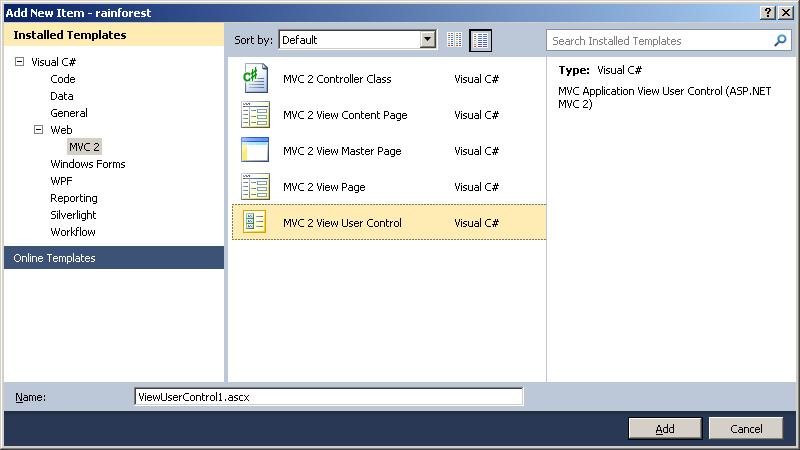 Add New Item - rainforest
Installed Templates
Visual C#
Code
Data
General
Web
MVC 2
Windows Forms
WPF
Reporting
Silverlight
Workflow
Online Templates
Sort by: Default
C#
MVC 2 Controller Class Visual C#
MVC 2 View Content Page Visual C#
MVC 2 View Master Page Visual C#
MVC 2 View Page Visual C#
MVC 2 View User Control Visual C#
Search Installed Templates
Type: Visual C#
MVC Application View User Control (ASP.NET
MVC 2)
Name: ViewUserControl1.ascx
Add Cancel